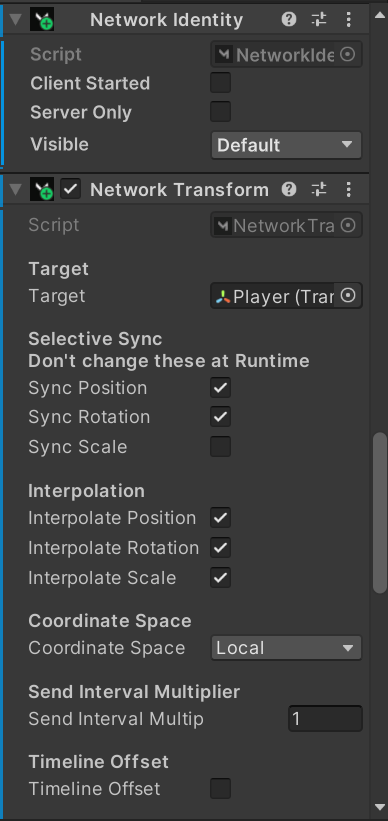 Network Identity
Script NetworkIde
Client Started
Server Only
Visible Default
Network Transform
Script NetworkTra
Target
Target Player (Trar
Selective Sync
Don't change these at Runtime
Sync Position
Sync Rotation
Sync Scale
Interpolation
Interpolate Position
Interpolate Rotation
Interpolate Scale
Coordinate Space
Coordinate Space Local
Send Interval Multiplier
Send Interval Multip 1
Timeline Offset
Timeline Offset